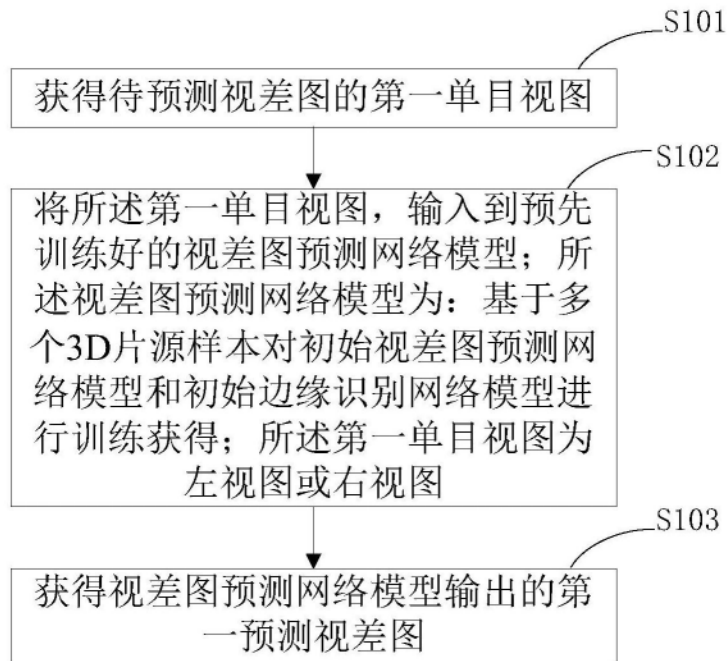 S101
获得待预测视差图的第一单目视图
S102
将所述第一单目视图，输入到预先
训练好的视差图预测网络模型；所
述视差图预测网络模型为：基于多
个3D片源样本对初始视差图预测网
络模型和初始边缘识别网络模型进
行训练获得；所述第一单目视图为
左视图或右视图
S103
获得视差图预测网络模型输出的第
一预测视差图